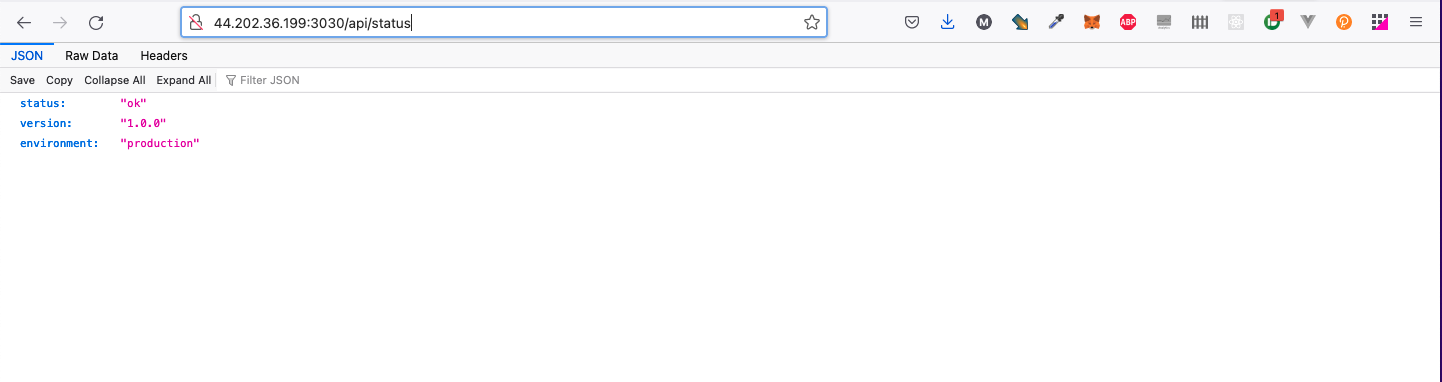 44.202.36.199:3030/api/status
M
ABP
1
JSON Raw Data Headers
Save Copy Collapse All Expand All Filter JSON
status: "ok"
version: "1.0.0"
environment: "production"